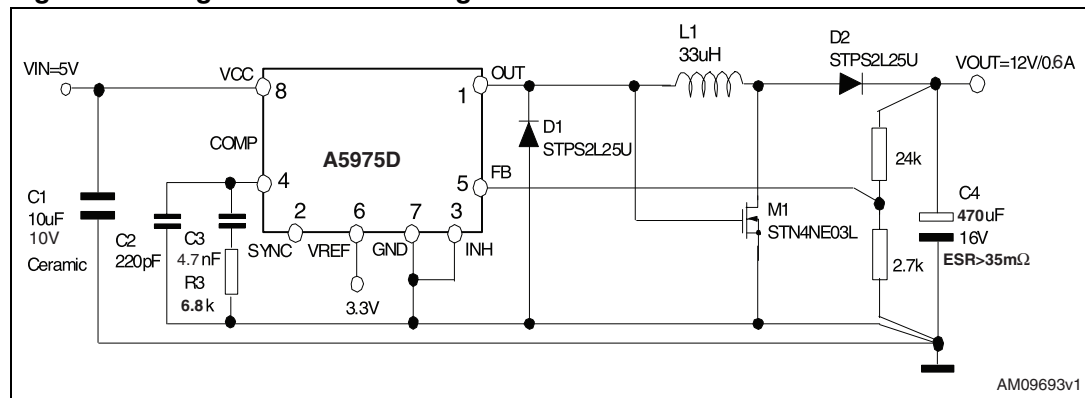 VIN=5V
VCC
8
COMP
4
A5975D
OUT
1
FB
5
2
SYNC
6
VREF
7
GND
3
INH
3.3V
C1
10uF
10V
Ceramic
C2
220pF
C3
4.7nF
R3
6.8k
D1
STPS2L25U
L1
33uH
D2
STPS2L25U
VOUT=12V/0.6A
M1
STN4NE03L
24k
2.7k
C4
470uF
16V
ESR>35mΩ
AM09693v1